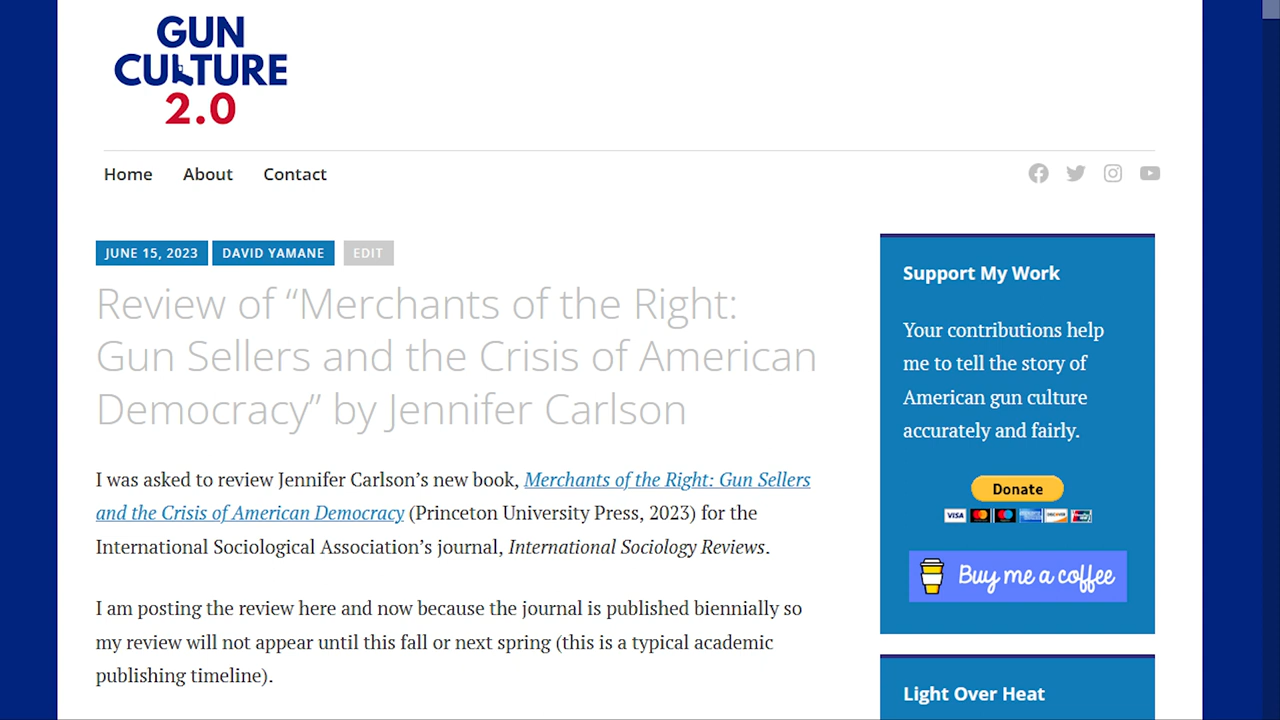 GUN
CULTURE
2.0
Home About Contact
JUNE 15, 2023 DAVID YAMANE EDIT
Review of “Merchants of the Right:
Gun Sellers and the Crisis of American
Democracy” by Jennifer Carlson
I was asked to review Jennifer Carlson’s new book, Merchants of the Right: Gun Sellers
and the Crisis of American Democracy (Princeton University Press, 2023) for the
International Sociological Association’s journal, International Sociology Reviews.
I am posting the review here and now because the journal is published biennially so
my review will not appear until this fall or next spring (this is a typical academic
publishing timeline).
Support My Work
Your contributions help
me to tell the story of
American gun culture
accurately and fairly.
Donate
VISA
Buy me a coffee
Light Over Heat